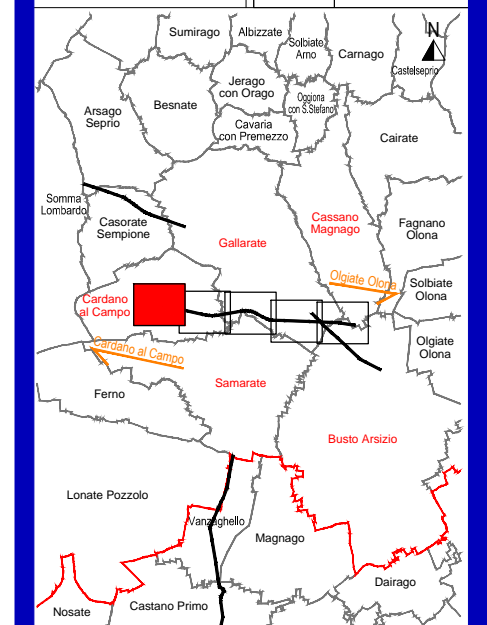 Sumirago
Albizzate
Solbiate
Arno
Carnago
N
Castelseprio
Jerago
con Orago
Besnate
Oggiona
con S.Stefano
Arsago
Seprio
Cavaria
con Premezzo
Cairate
Somma
Lombardo
Casorate
Sempione
Cassano
Magnago
Fagnano
Olona
Gallarate
Olgiate Olona
Solbiate
Olona
Cardano
al Campo
Olgiate
Olona
Cardano al Campo
Ferno
Samarate
Busto Arsizio
Lonate Pozzolo
Vanzaghello
Magnago
Dairago
Nosate
Castano Primo